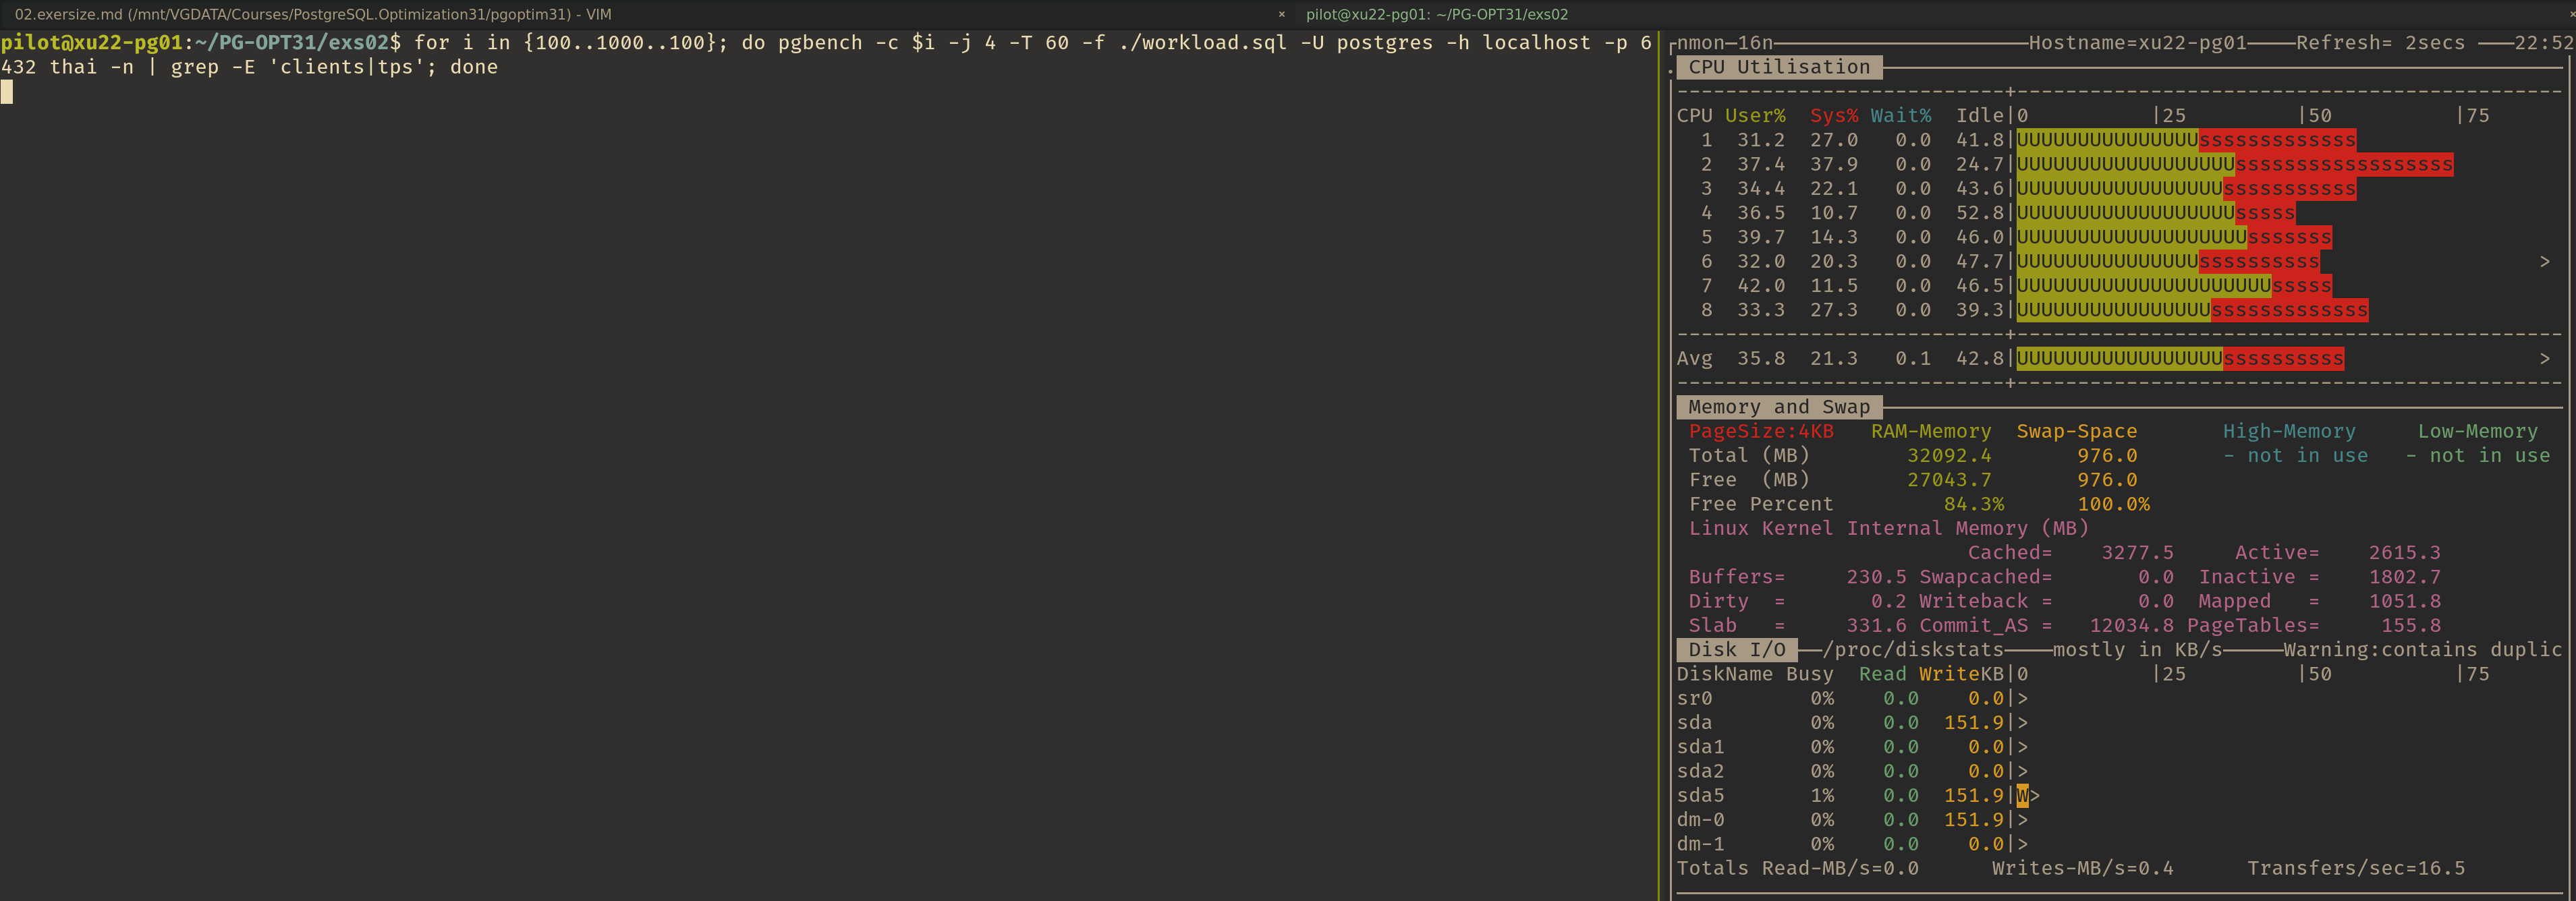 02.exersize.md (/mnt/VGDATA/Courses/PostgreSQL.Optimization31/pgoptim31) - VIM × pilot@xu22-pg01: ~/PG-OPT31/exs02 ×
pilot@xu22-pg01:~/PG-OPT31/exs02$ for i in {100..1000..100}; do pgbench -c $i -j 4 -T 60 -f ./workload.sql -U postgres -h localhost -p 6
432 thai -n | grep -E 'clients|tps'; done
nmon─16n Hostname=xu22-pg01 Refresh= 2secs 22:52
. CPU Utilisation
---------------------------+---------------------------------------------
CPU User%  Sys% Wait%  Idle|0          |25         |50          |75
1  31.2  27.0   0.0  41.8|UUUUUUUUUUUUUUUsssssssssssss
2  37.4  37.9   0.0  24.7|UUUUUUUUUUUUUUUUUUssssssssssssssssss
3  34.4  22.1   0.0  43.6|UUUUUUUUUUUUUUUUUsssssssssss
4  36.5  10.7   0.0  52.8|UUUUUUUUUUUUUUUUUUsssss
5  39.7  14.3   0.0  46.0|UUUUUUUUUUUUUUUUUUUsssssss
6  32.0  20.3   0.0  47.7|UUUUUUUUUUUUUUUssssssssss >
7  42.0  11.5   0.0  46.5|UUUUUUUUUUUUUUUUUUUUUsssss
8  33.3  27.3   0.0  39.3|UUUUUUUUUUUUUUUUsssssssssssss
---------------------------+---------------------------------------------
Avg  35.8  21.3   0.1  42.8|UUUUUUUUUUUUUUUUUssssssssss >
---------------------------+---------------------------------------------
Memory and Swap
PageSize:4KB   RAM-Memory  Swap-Space       High-Memory     Low-Memory
Total (MB)        32092.4       976.0       - not in use   - not in use
Free  (MB)        27043.7       976.0
Free Percent         84.3%      100.0%
Linux Kernel Internal Memory (MB)
Cached=    3277.5     Active=    2615.3
Buffers=     230.5 Swapcached=       0.0  Inactive =    1802.7
Dirty  =       0.2 Writeback =       0.0  Mapped   =    1051.8
Slab   =     331.6 Commit_AS =   12034.8 PageTables=     155.8
Disk I/O ──/proc/diskstats────mostly in KB/s─────Warning:contains duplic
DiskName Busy  Read WriteKB|0          |25         |50          |75
sr0        0%    0.0    0.0|>
sda        0%    0.0  151.9|>
sda1       0%    0.0    0.0|>
sda2       0%    0.0    0.0|>
sda5       1%    0.0  151.9|W>
dm-0       0%    0.0  151.9|>
dm-1       0%    0.0    0.0|>
Totals Read-MB/s=0.0      Writes-MB/s=0.4      Transfers/sec=16.5